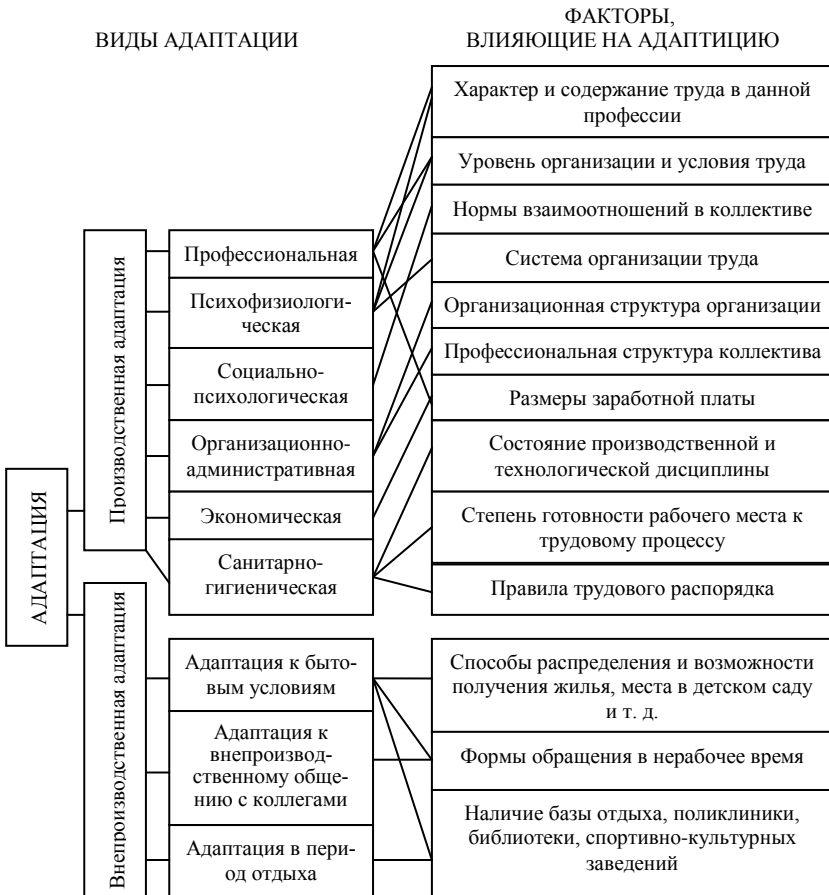 ВИДЫ АДАПТАЦИИ
ФАКТОРЫ,
ВЛИЯЮЩИЕ НА АДАПТИЦИЮ
АДАПТАЦИЯ
Производственная адаптация
Профессиональная
Психофизиологи-
ческая
Социально-
психологическая
Организационно-
административная
Экономическая
Санитарно-
гигиеническая
Внепроизводственная адаптация
Адаптация к быто-
вым условиям
Адаптация к
внепроизвод-
ственному обще-
нию с коллегами
Адаптация в пери-
од отдыха
Характер и содержание труда в данной
профессии
Уровень организации и условия труда
Нормы взаимоотношений в коллективе
Система организации труда
Организационная структура организации
Профессиональная структура коллектива
Размеры заработной платы
Состояние производственной и
технологической дисциплины
Степень готовности рабочего места к
трудовому процессу
Правила трудового распорядка
Способы распределения и возможности
получения жилья, места в детском саду
и т. д.
Формы обращения в нерабочее время
Наличие базы отдыха, поликлиники,
библиотеки, спортивно-культурных
заведений